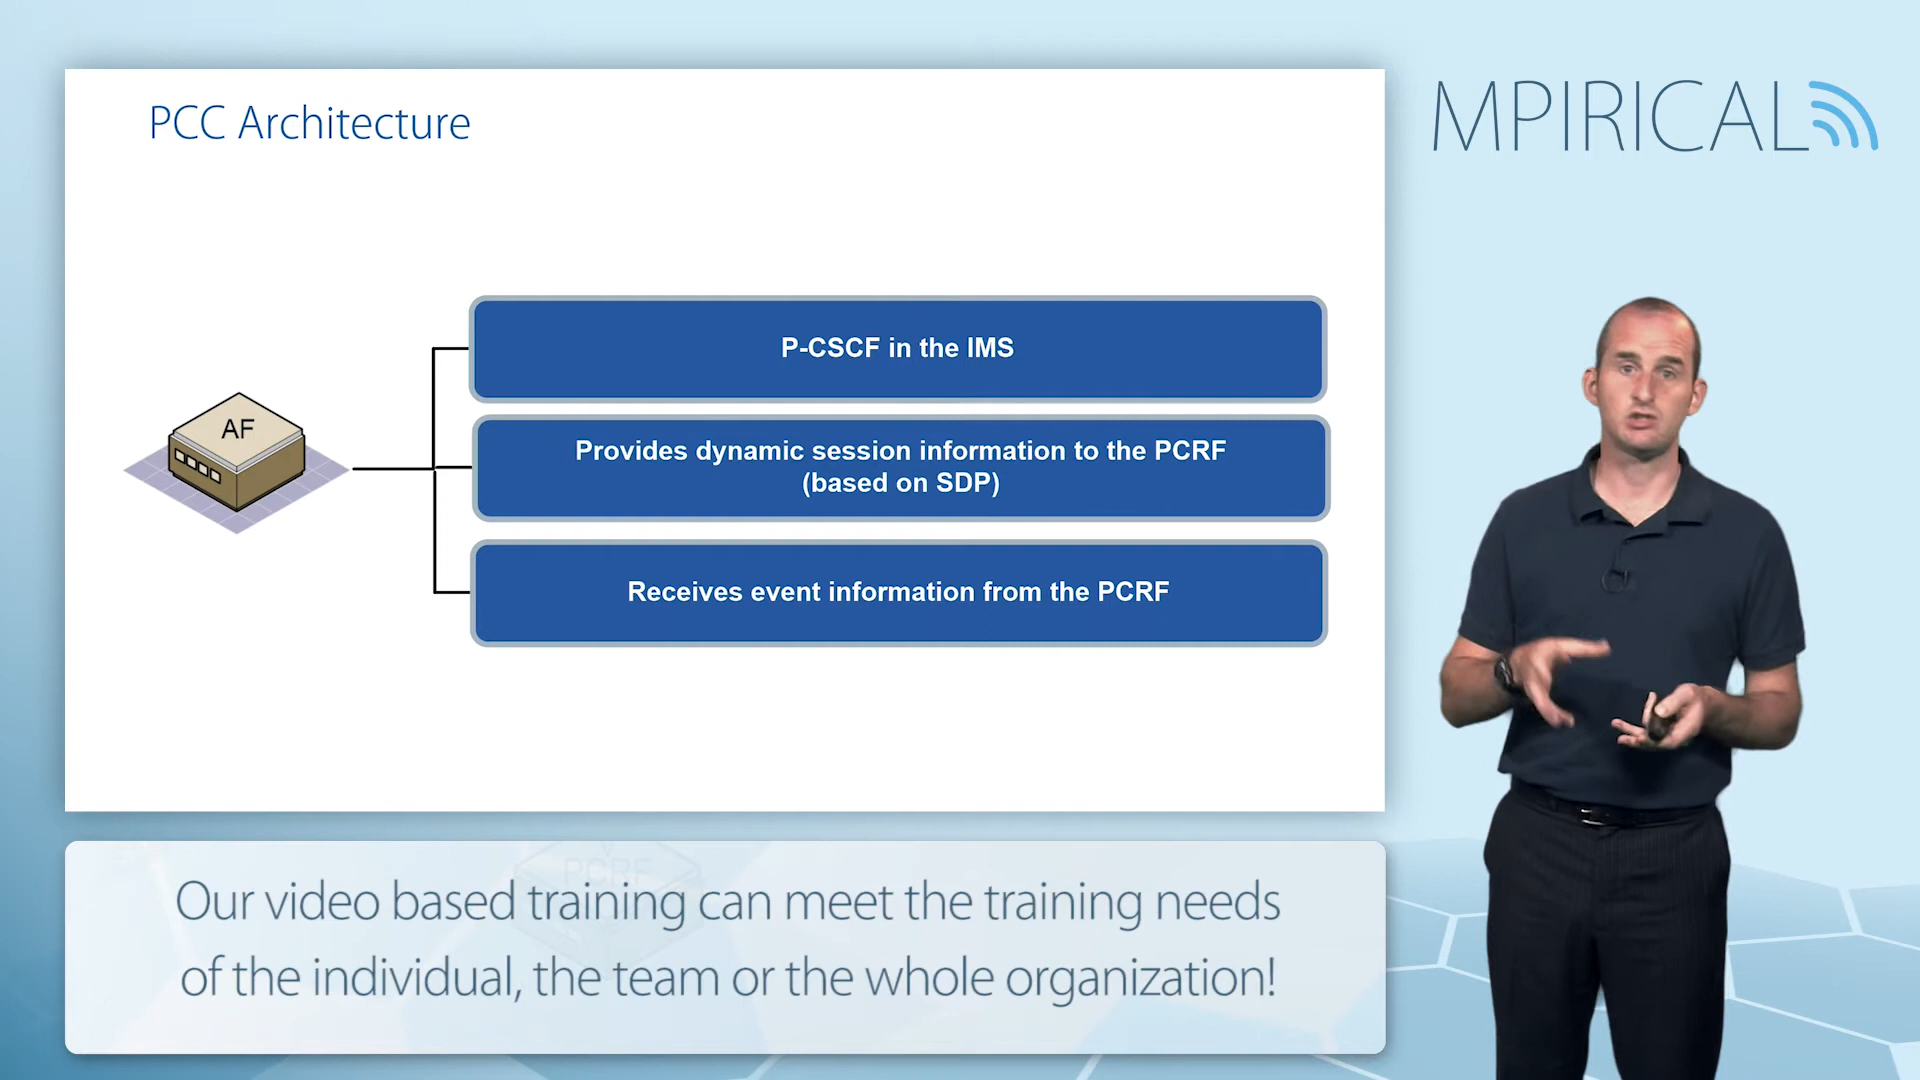 PCC Architecture
MPIRICAL
AF
P-CSCF in the IMS
Provides dynamic session information to the PCRF
(based on SDP)
Receives event information from the PCRF
PCRF
Our video based training can meet the training needs
of the individual, the team or the whole organization!